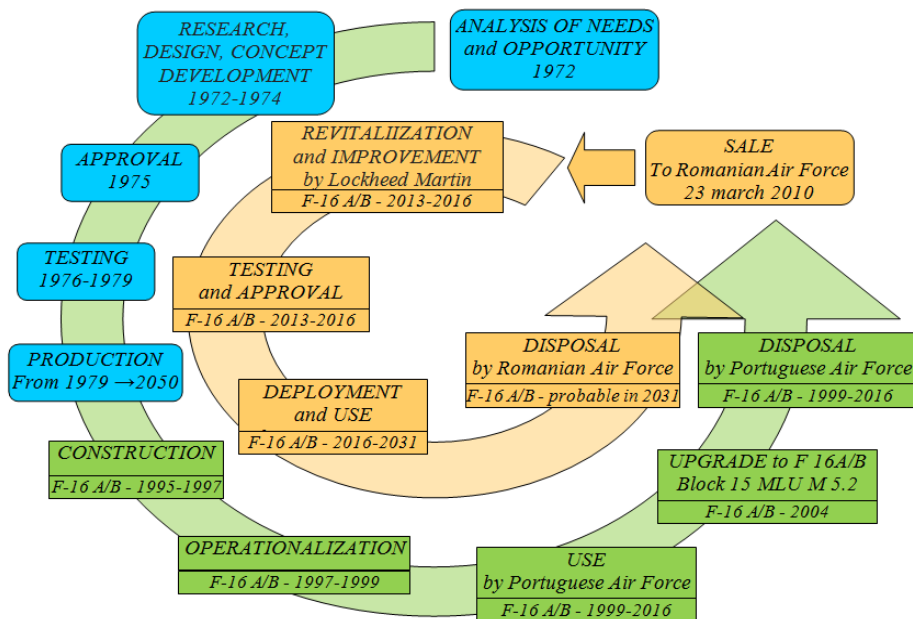 ANALYSIS OF NEEDS
and OPPORTUNITY
1972
RESEARCH,
DESIGN, CONCEPT
DEVELOPMENT
1972-1974
APPROVAL
1975
TESTING
1976-1979
PRODUCTION
From 1979 →2050
CONSTRUCTION
F-16 A/B - 1995-1997
OPERATIONALIZATION
F-16 A/B - 1997-1999
USE
by Portuguese Air Force
F-16 A/B - 1999-2016
UPGRADE to F 16A/B
Block 15 MLU M 5.2
F-16 A/B - 2004
DISPOSAL
by Portuguese Air Force
F-16 A/B - 1999-2016
SALE
To Romanian Air Force
23 march 2010
REVITALIIZATION
and IMPROVEMENT
by Lockheed Martin
F-16 A/B - 2013-2016
TESTING
and APPROVAL
F-16 A/B - 2013-2016
DEPLOYMENT
and USE
F-16 A/B - 2016-2031
DISPOSAL
by Romanian Air Force
F-16 A/B - probable in 2031